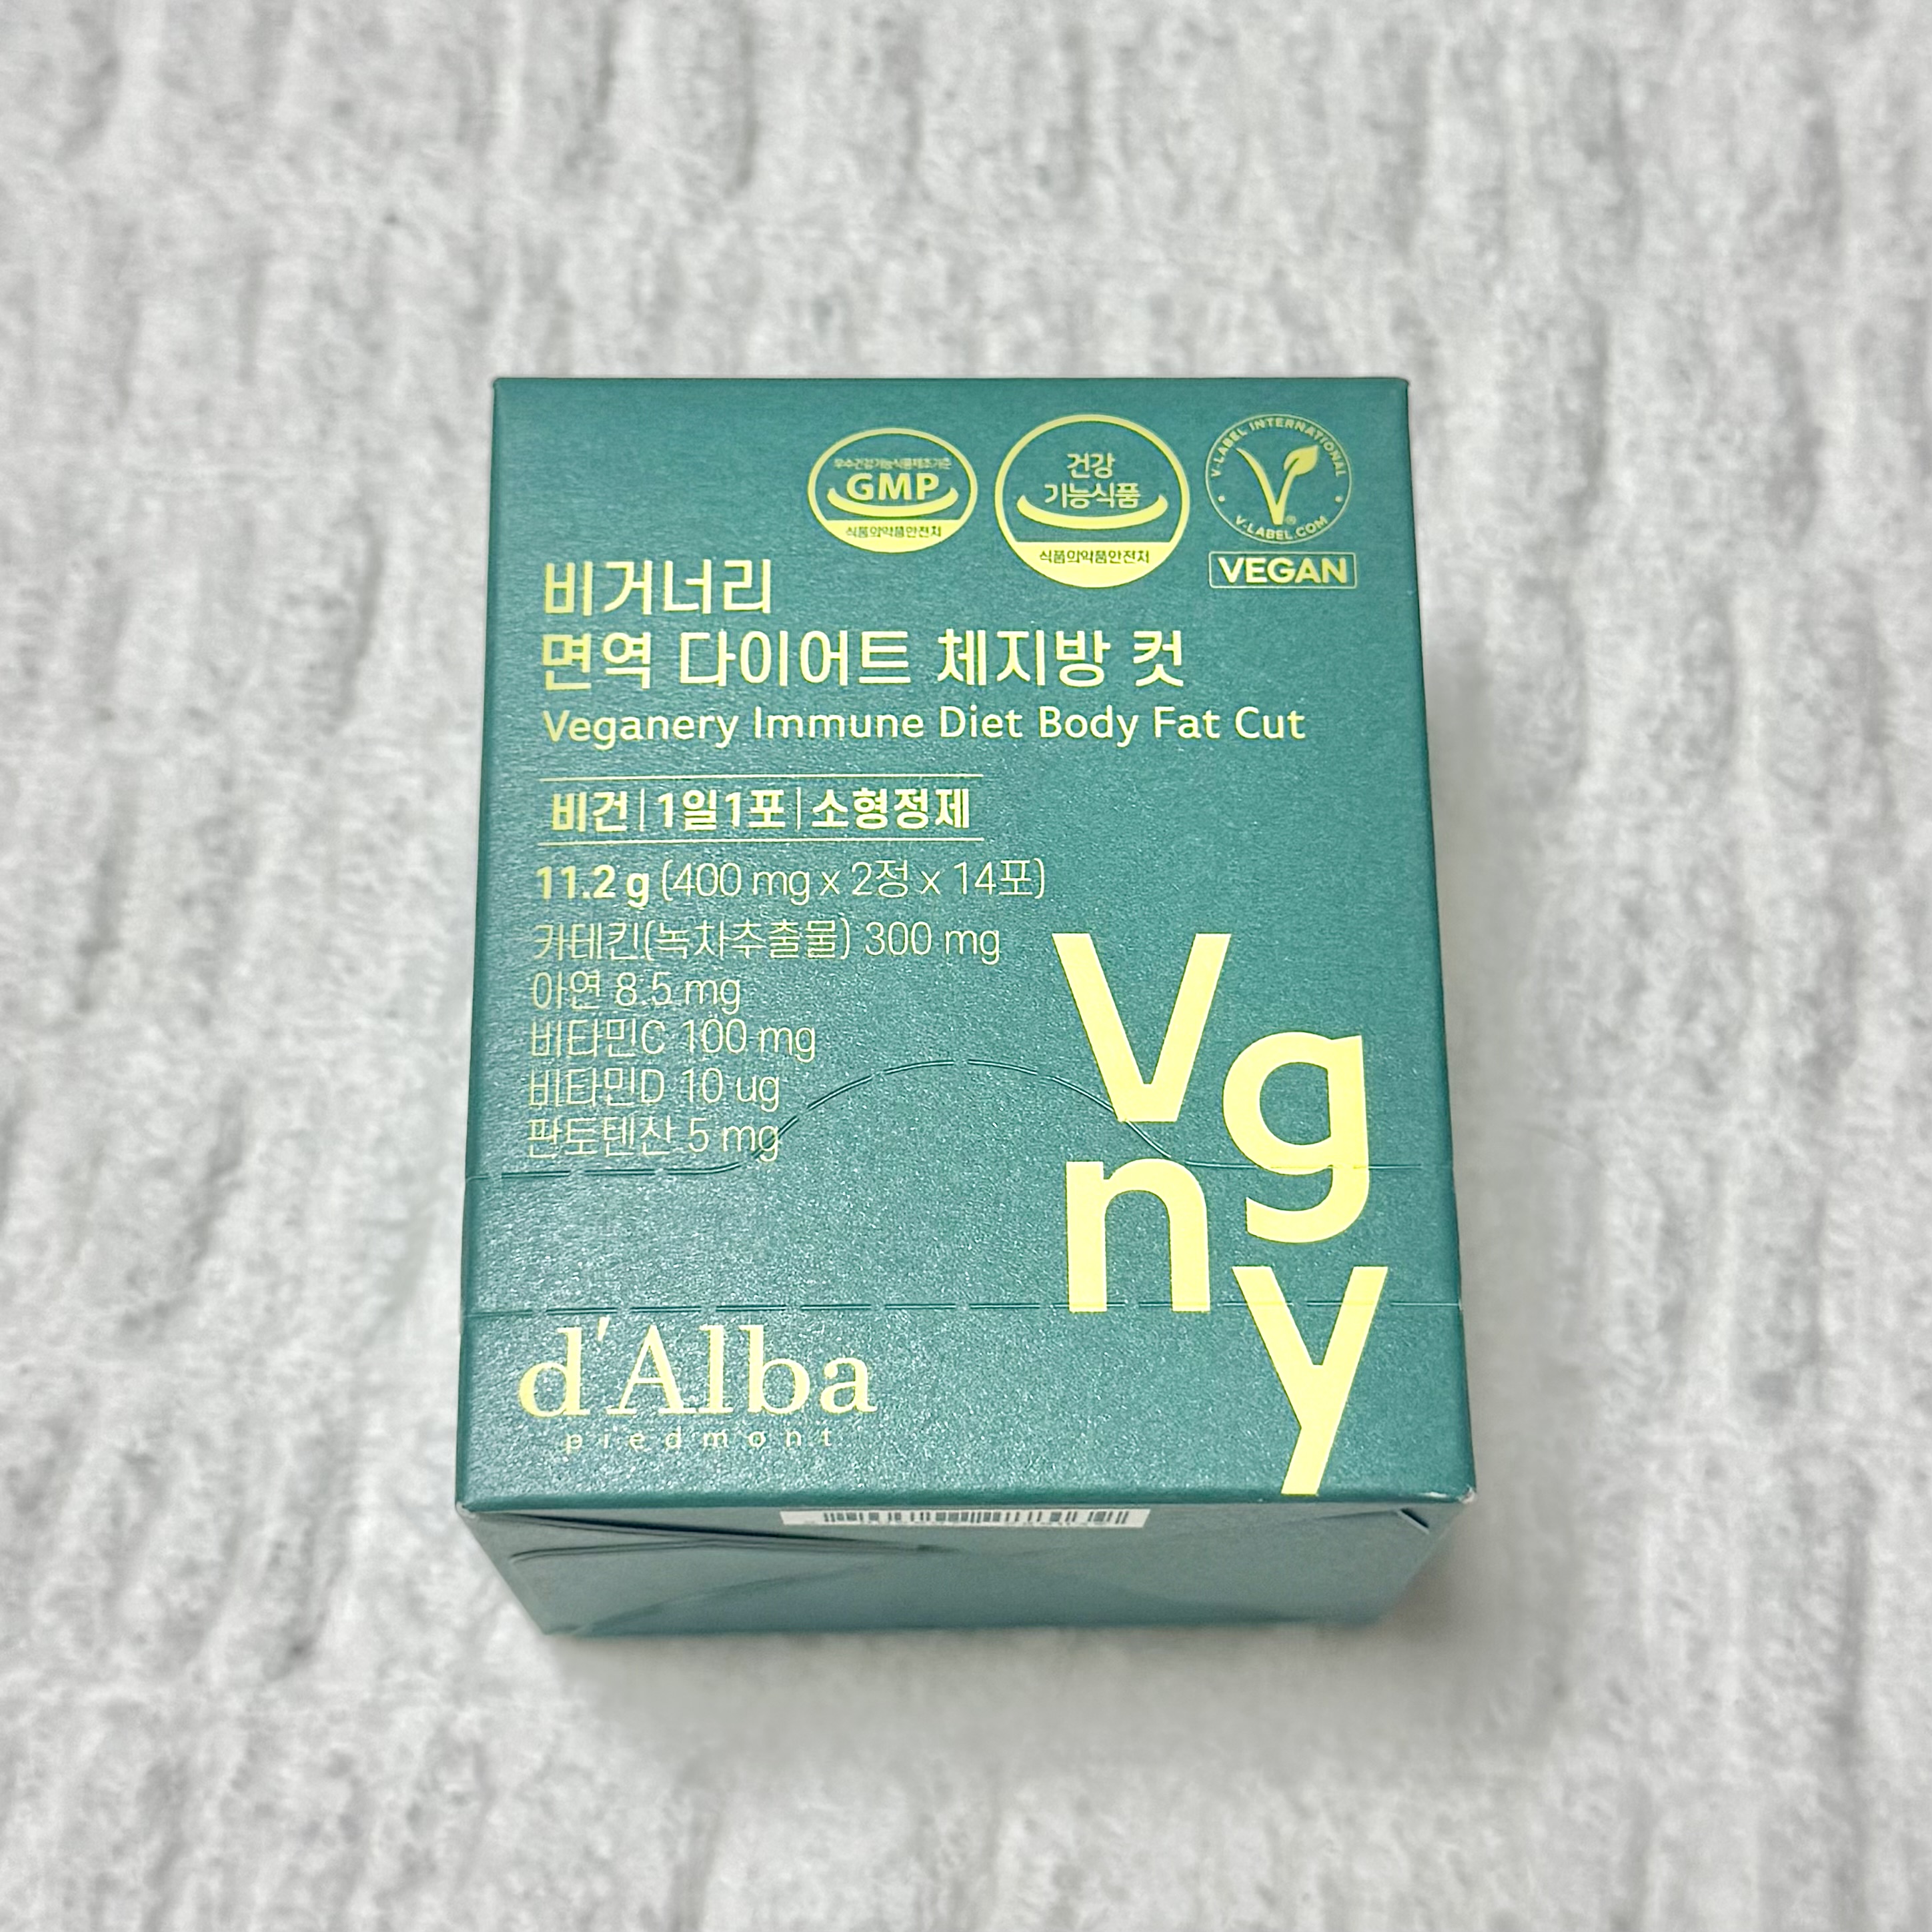 우수건강기능식품제조기준
GMP
식품의약품안전처
건강
기능식품
식품의약품안전처
V-LABEL INTERNATIONAL
V-LABEL.COM
VEGAN
비거너리
면역 다이어트 체지방 컷
Veganery Immune Diet Body Fat Cut
비건|1일1포|소형정제
11.2 g (400 mg x 2정 x 14포)
카테킨(녹차추출물) 300 mg
아연 8.5 mg
비타민C 100 mg
비타민D 10 ug
판토텐산 5 mg
Vg
ny
d'Alba
piedmont